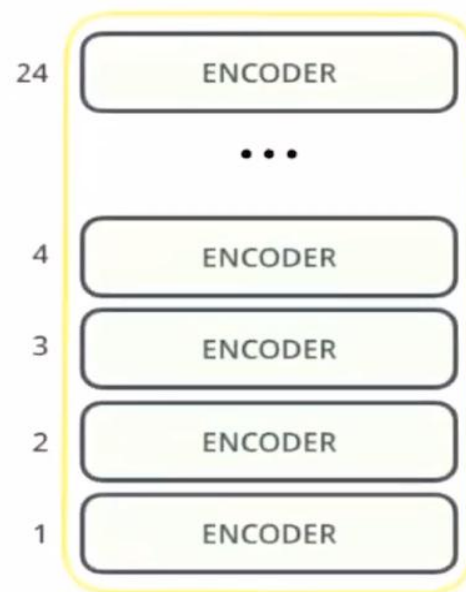 24 ENCODER
...
4 ENCODER
3 ENCODER
2 ENCODER
1 ENCODER